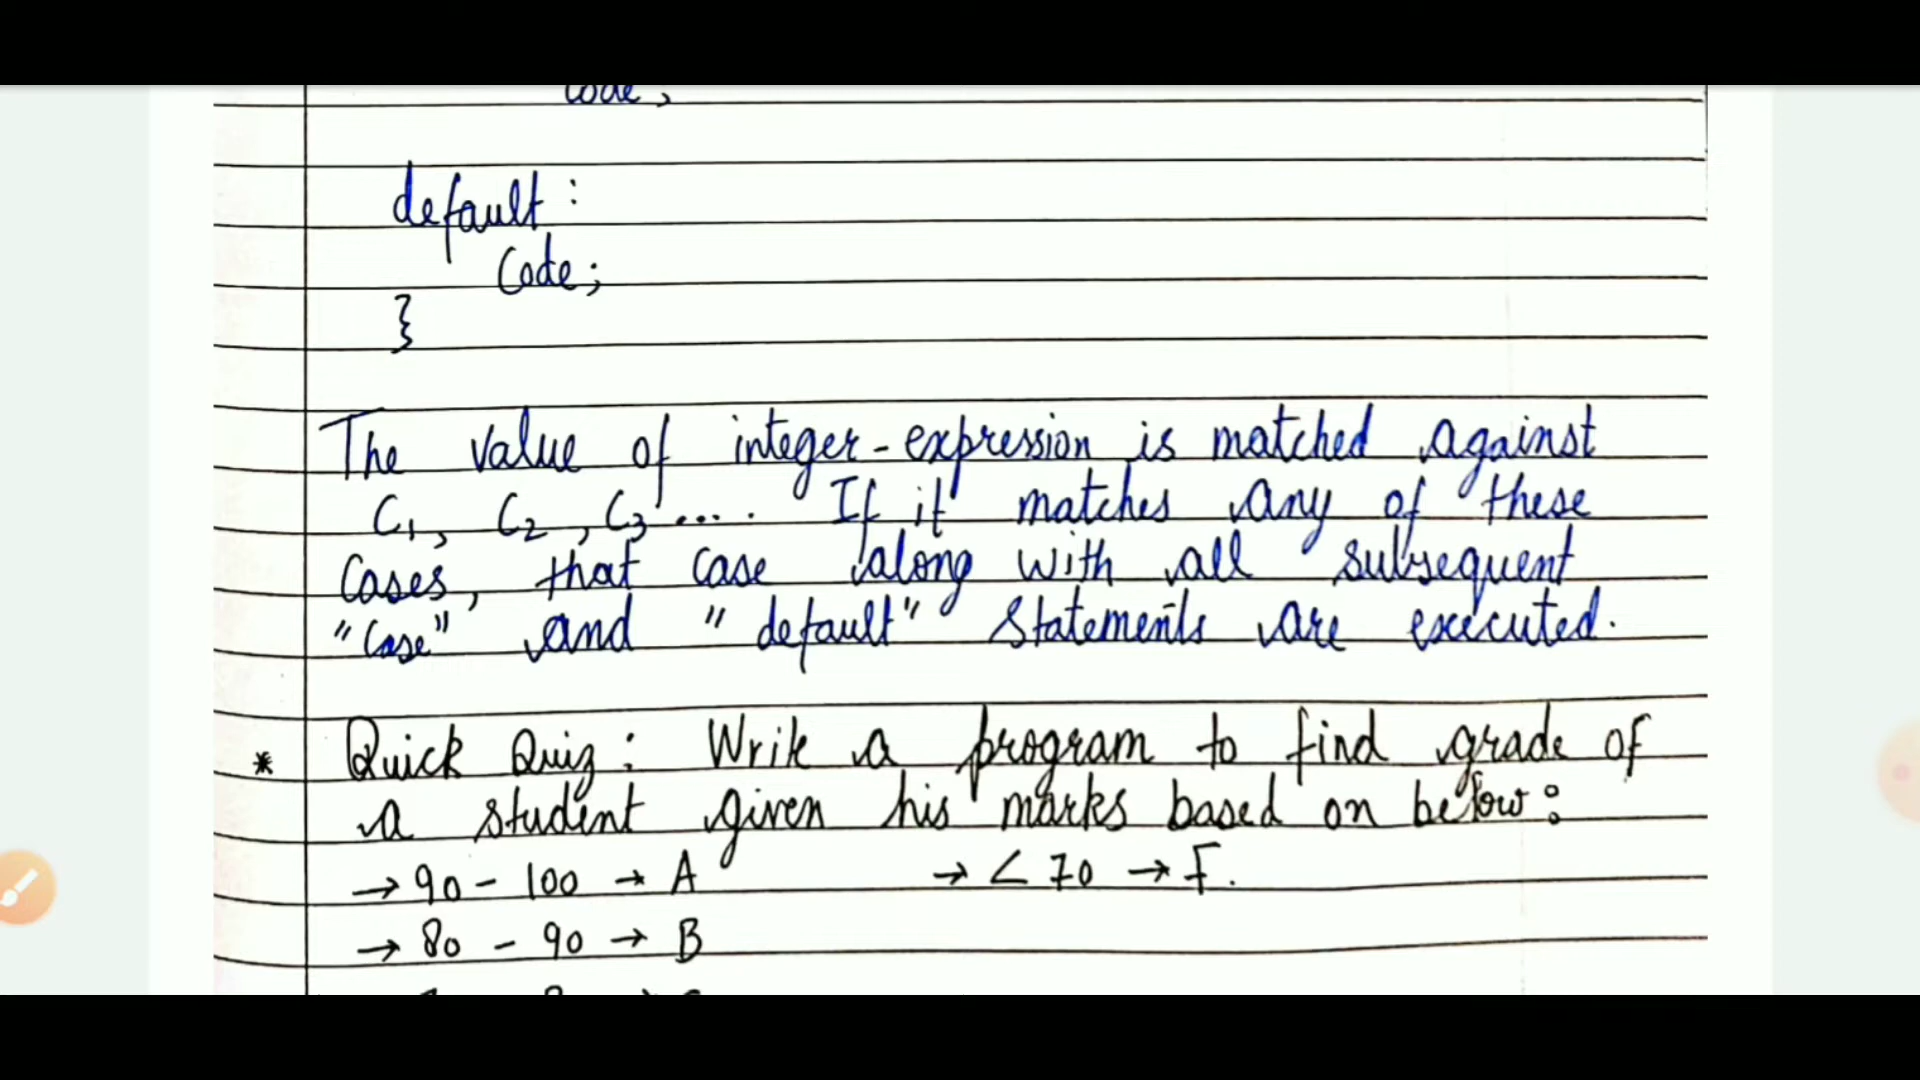 code;
default:
Code;
}
The value of integer-expression is matched against
C1, C2, C3 .... If it matches any of these
Cases, that case along with all subsequent
"Case" and "default" statements are executed.
* Quick Quiz: Write a program to find grade of
a student given his marks based on below:
→ 90 - 100 → A → < 70 → F.
→ 80 - 90 → B